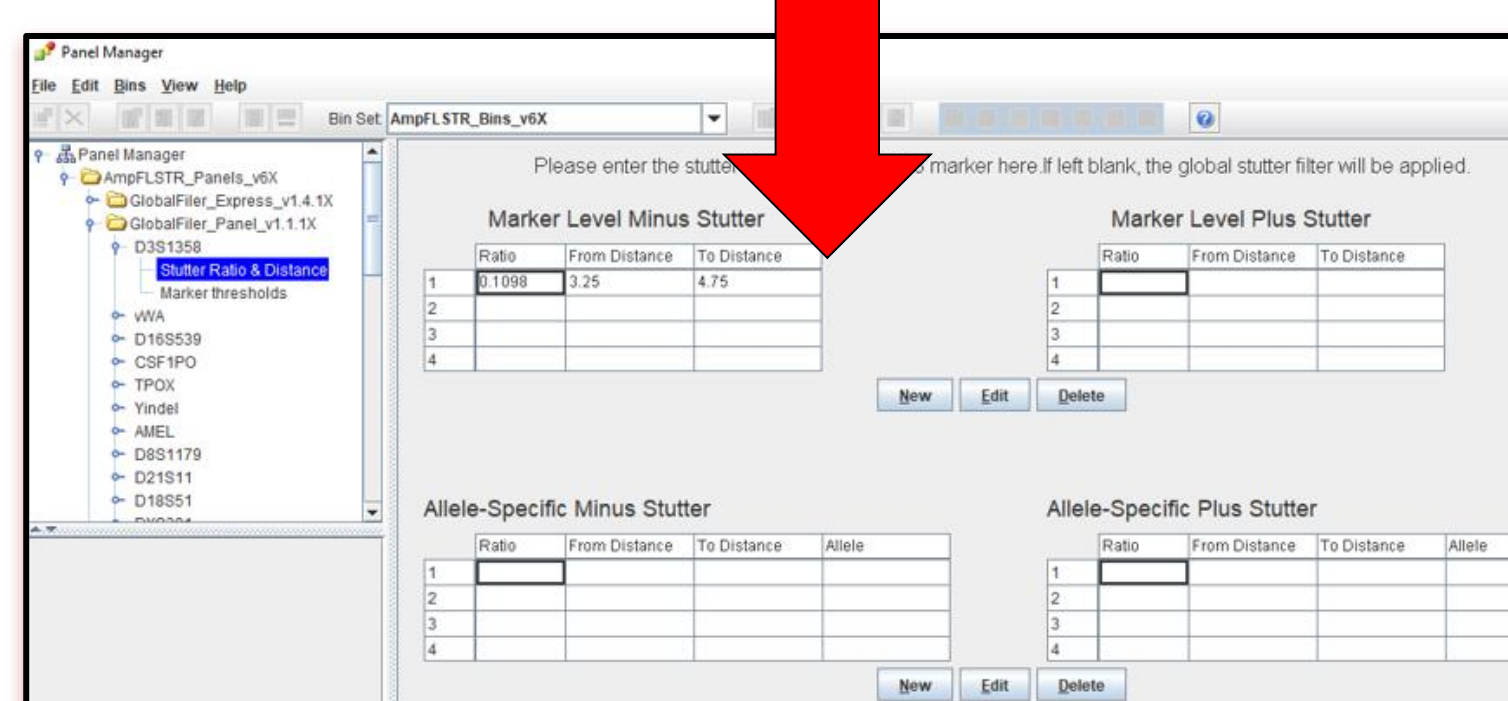 Panel Manager
File Edit Bins View Help
Bin Set: AmpFLSTR_Bins_v6X
Panel Manager
AmpFLSTR_Panels_v6X
GlobalFiler_Express_v1.4.1X
GlobalFiler_Panel_v1.1.1X
D3S1358
Stutter Ratio & Distance
Marker thresholds
vWA
D16S539
CSF1PO
TPOX
Yindel
AMEL
D8S1179
D21S11
D18S51
Please enter the marker here.If left blank, the global stutter filter will be applied.
Marker Level Minus Stutter
Ratio From Distance To Distance
1 0.1098 3.25 4.75
2
3
4
Marker Level Plus Stutter
Ratio From Distance To Distance
1
2
3
4
New Edit Delete
Allele-Specific Minus Stutter
Ratio From Distance To Distance Allele
1
2
3
4
Allele-Specific Plus Stutter
Ratio From Distance To Distance Allele
1
2
3
4
New Edit Delete